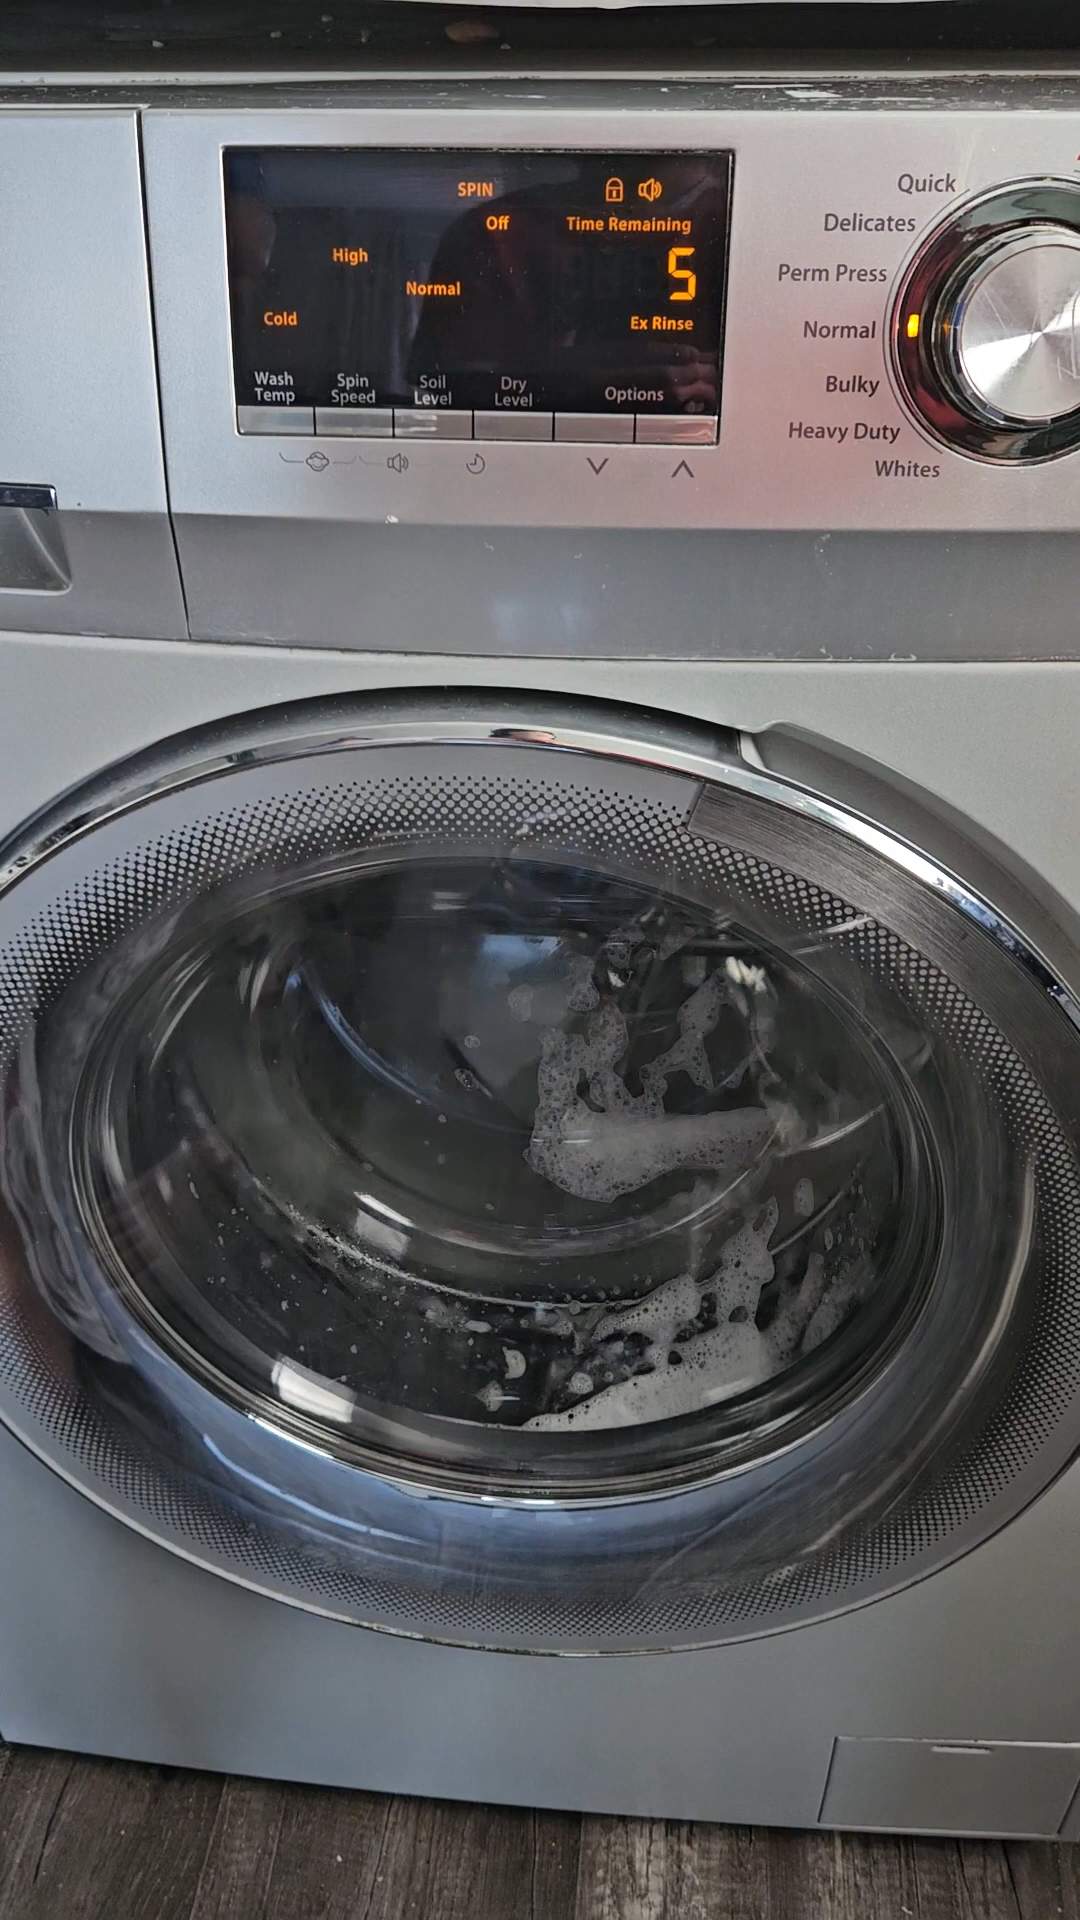 SPIN
Off
Time Remaining
High
5
Normal
Cold
Ex Rinse
Wash Temp
Spin Speed
Soil Level
Dry Level
Options
Quick
Delicates
Perm Press
Normal
Bulky
Heavy Duty
Whites